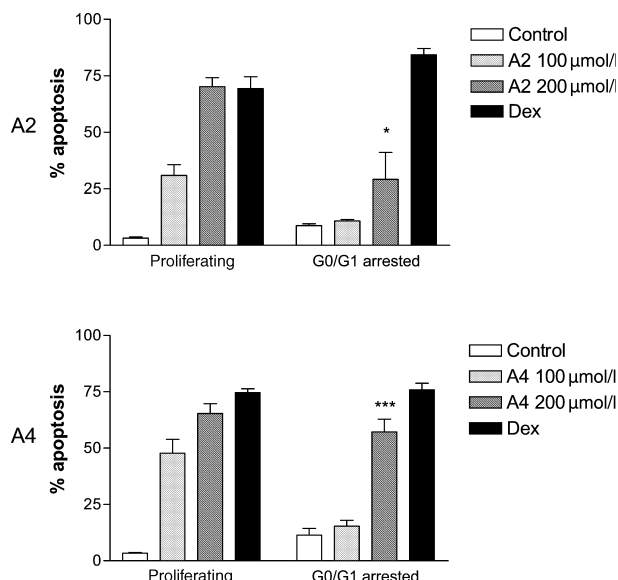 A2
% apoptosis
100
75
50
25
0
*
Proliferating
G0/G1 arrested
Control
A2 100 µmol/l
A2 200 µmol/l
Dex
A4
% apoptosis
100
75
50
25
0
***
Proliferating
G0/G1 arrested
Control
A4 100 µmol/l
A4 200 µmol/l
Dex